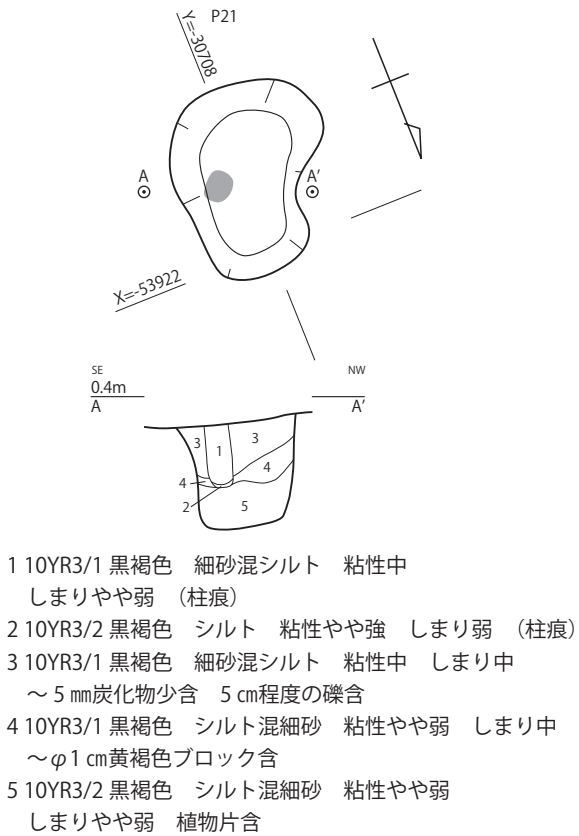 P21
Y=-30708
A
A′
X=-53922
SE
NW
0.4m
A
A′
3
1
3
4
4
2
5
1 10YR3/1 黒褐色　細砂混シルト　粘性中
しまりやや弱　（柱痕）
2 10YR3/2 黒褐色　シルト　粘性やや強　しまり弱　（柱痕）
3 10YR3/1 黒褐色　細砂混シルト　粘性中　しまり中
～ 5 ㎜炭化物少含　5 ㎝程度の礫含
4 10YR3/1 黒褐色　シルト混細砂　粘性やや弱　しまり中
～φ1 ㎝黄褐色ブロック含
5 10YR3/2 黒褐色　シルト混細砂　粘性やや弱
しまりやや弱　植物片含